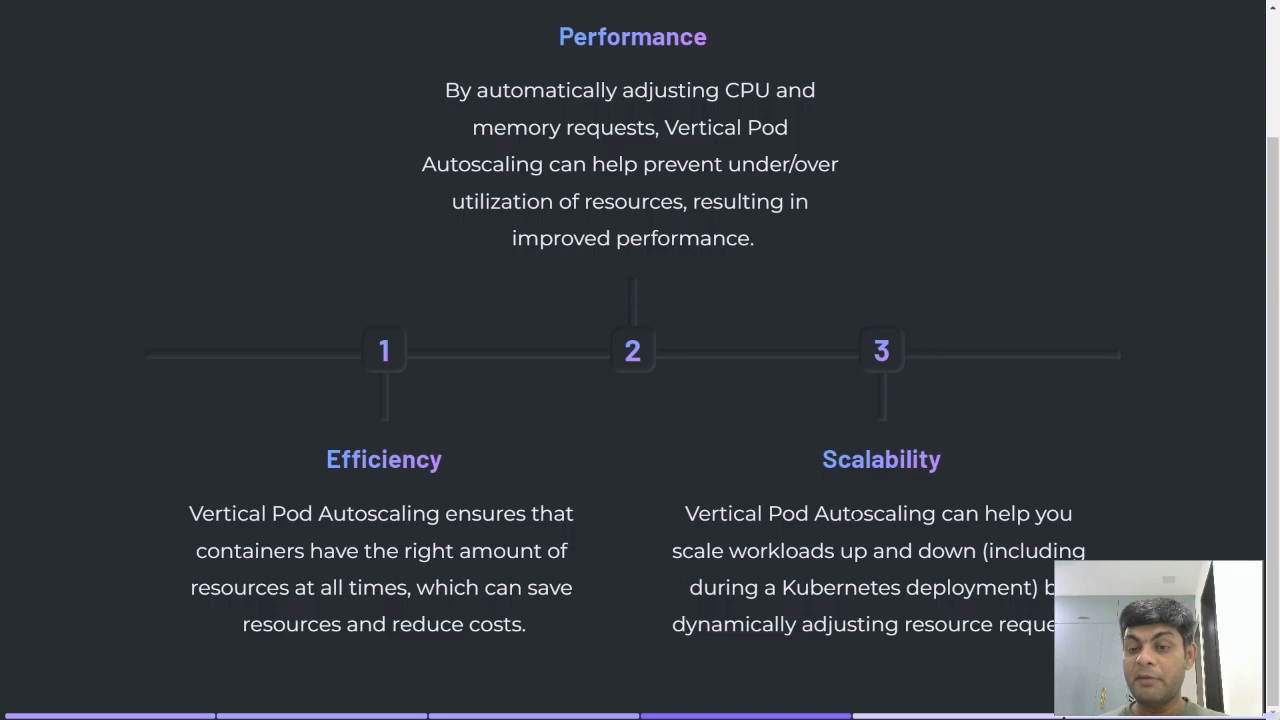 Performance
By automatically adjusting CPU and
memory requests, Vertical Pod
Autoscaling can help prevent under/over
utilization of resources, resulting in
improved performance.
1
2
3
Efficiency
Vertical Pod Autoscaling ensures that
containers have the right amount of
resources at all times, which can save
resources and reduce costs.
Scalability
Vertical Pod Autoscaling can help you
scale workloads up and down (including
during a Kubernetes deployment)
dynamically adjusting resource